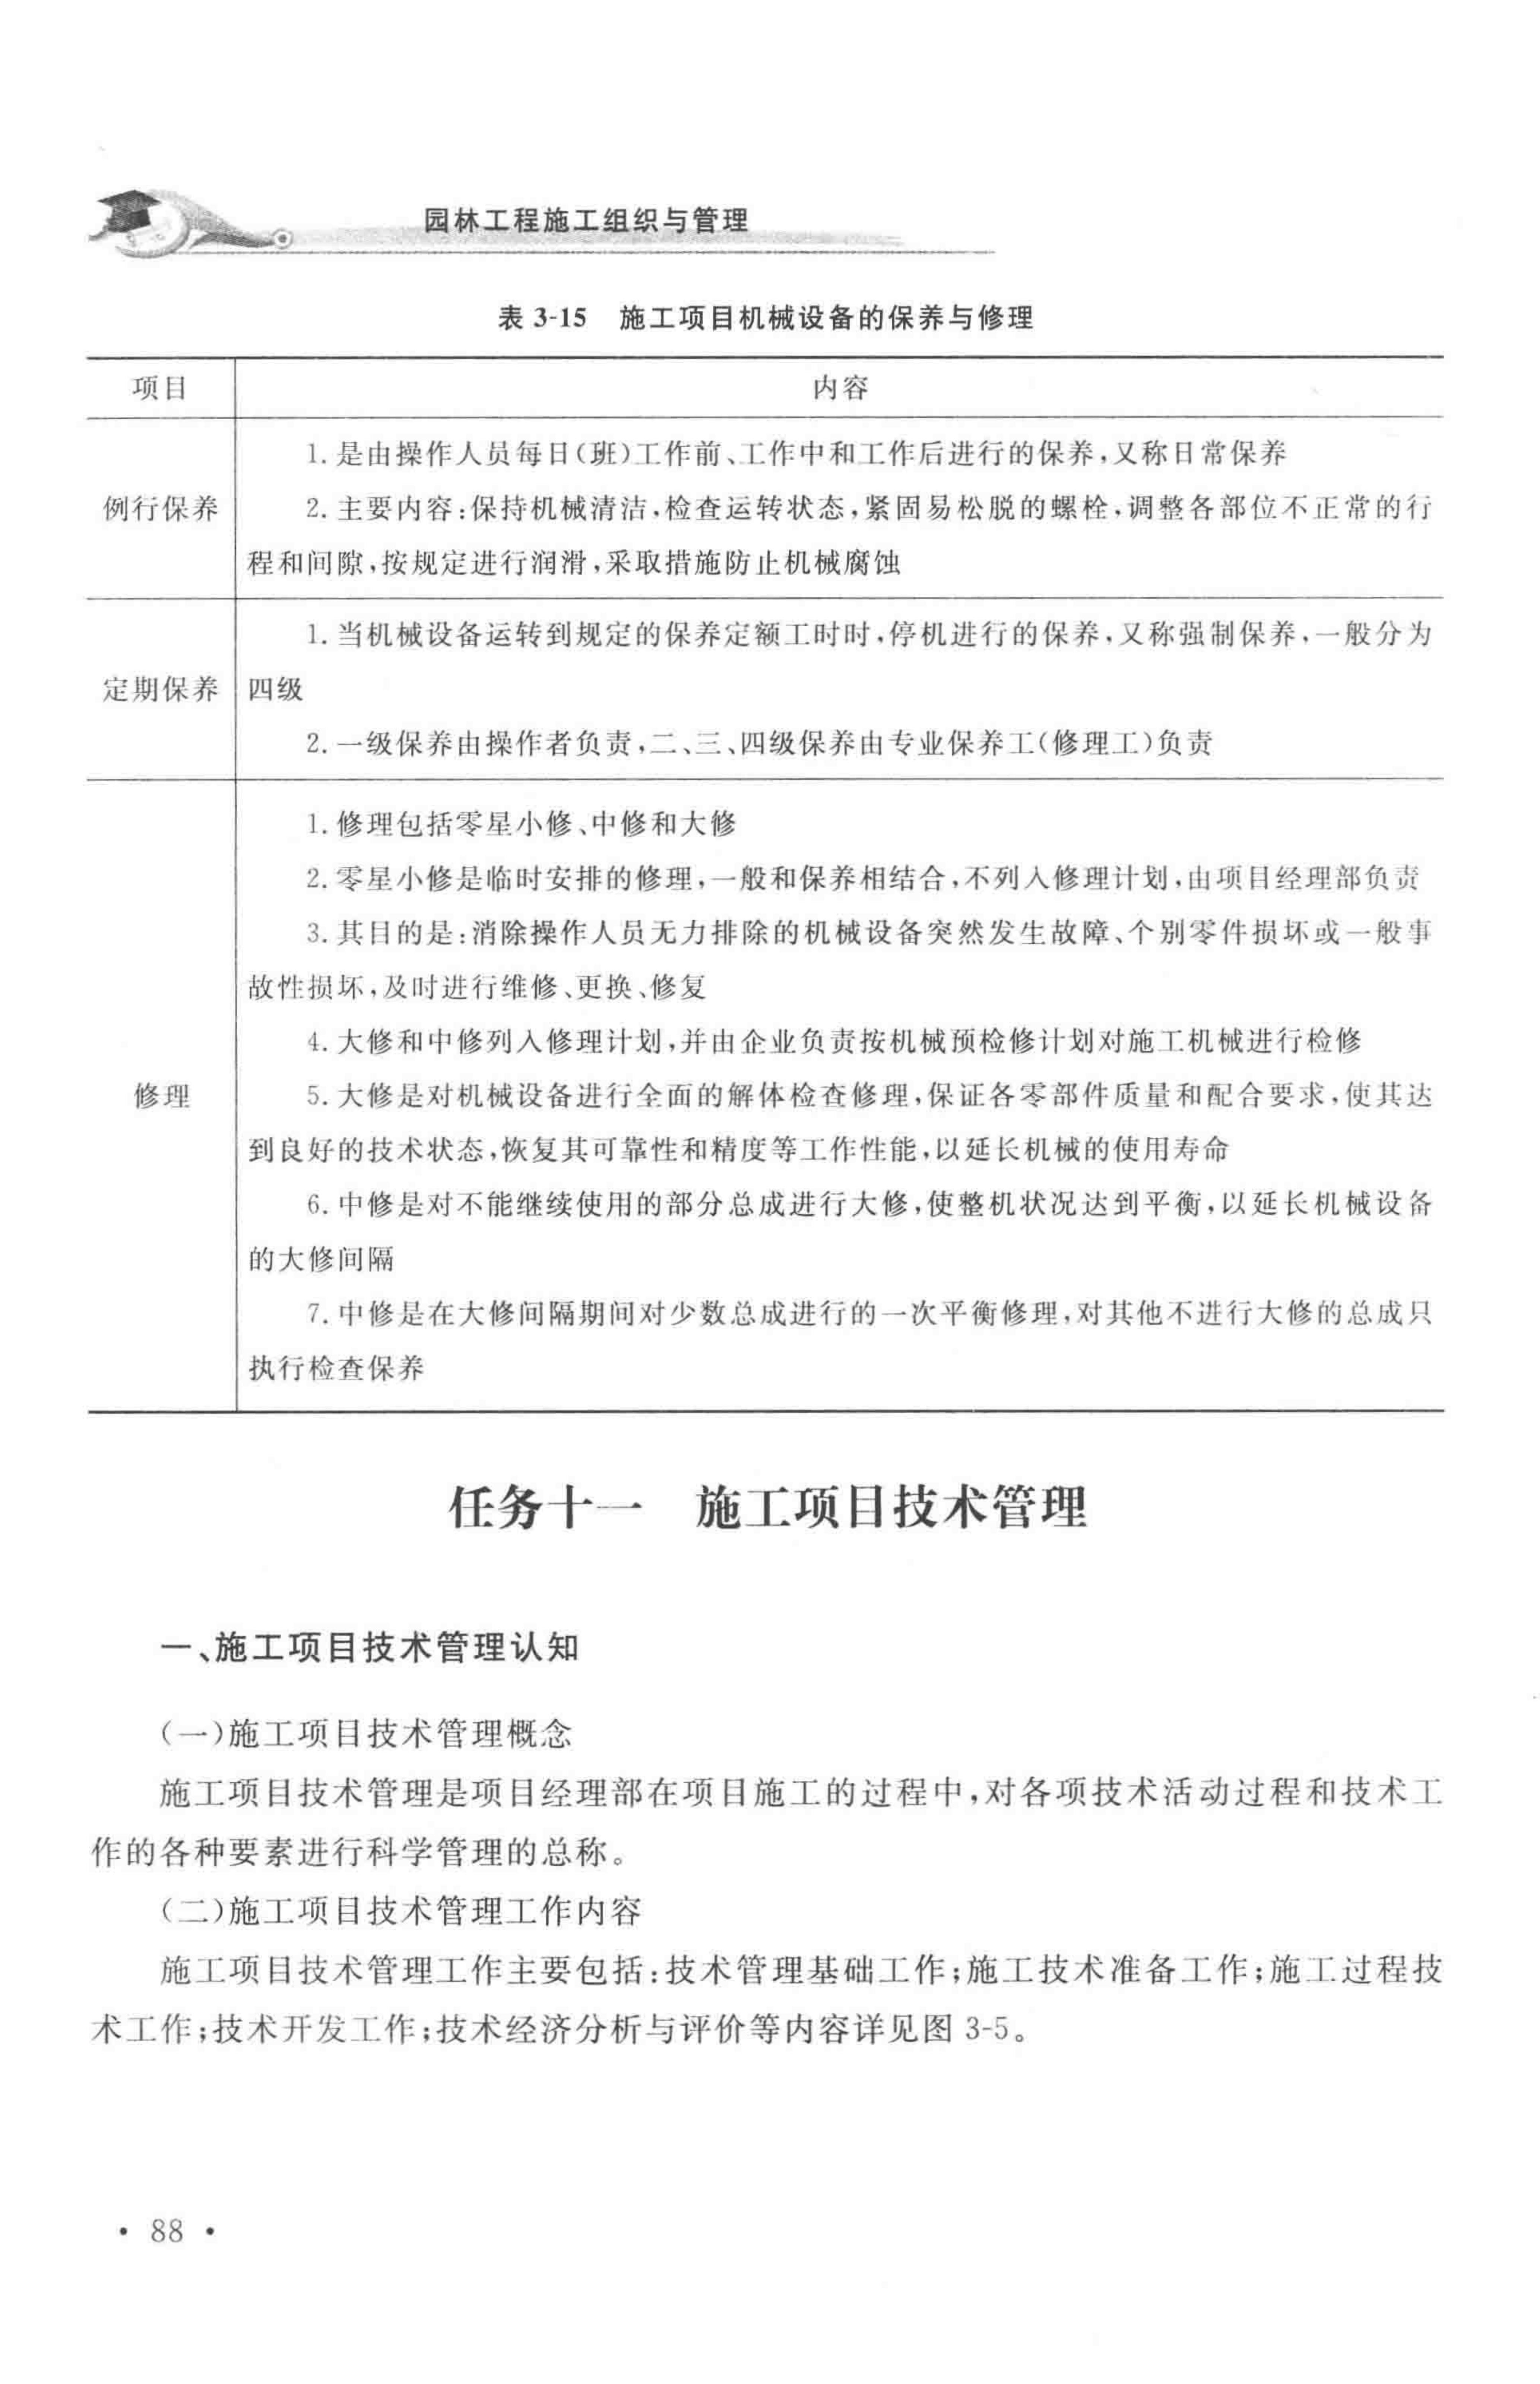 园林工程施工组织与管理
表 3-15 施工项目机械设备的保养与修理
项目 内容
1. 是由操作人员每日(班)工作前、工作中和工作后进行的保养,又称日常保养
例行保养 2. 主要内容:保持机械清洁,检查运转状态,紧固易松脱的螺栓,调整各部位不正常的行
程和间隙,按规定进行润滑,采取措施防止机械腐蚀
1. 当机械设备运转到规定的保养定额工时时,停机进行的保养,又称强制保养,一般分为
定期保养 四级
2. 一级保养由操作者负责,二、三、四级保养由专业保养工(修理工)负责
1. 修理包括零星小修、中修和大修
2. 零星小修是临时安排的修理,一般和保养相结合,不列入修理计划,由项目经理部负责
3. 其目的是:消除操作人员无力排除的机械设备突然发生故障、个别零件损坏或一般事
故性损坏,及时进行维修、更换、修复
4. 大修和中修列入修理计划,并由企业负责按机械预检修计划对施工机械进行检修
修理 5. 大修是对机械设备进行全面的解体检查修理,保证各零部件质量和配合要求,使其达
到良好的技术状态,恢复其可靠性和精度等工作性能,以延长机械的使用寿命
6. 中修是对不能继续使用的部分总成进行大修,使整机状况达到平衡,以延长机械设备
的大修间隔
7. 中修是在大修间隔期间对少数总成进行的一次平衡修理,对其他不进行大修的总成只
执行检查保养
任务十一 施工项目技术管理
一、施工项目技术管理认知
(一)施工项目技术管理概念
施工项目技术管理是项目经理部在项目施工的过程中,对各项技术活动过程和技术工
作的各种要素进行科学管理的总称。
(二)施工项目技术管理工作内容
施工项目技术管理工作主要包括:技术管理基础工作;施工技术准备工作;施工过程技
术工作;技术开发工作;技术经济分析与评价等内容详见图 3-5。
· 88 ·